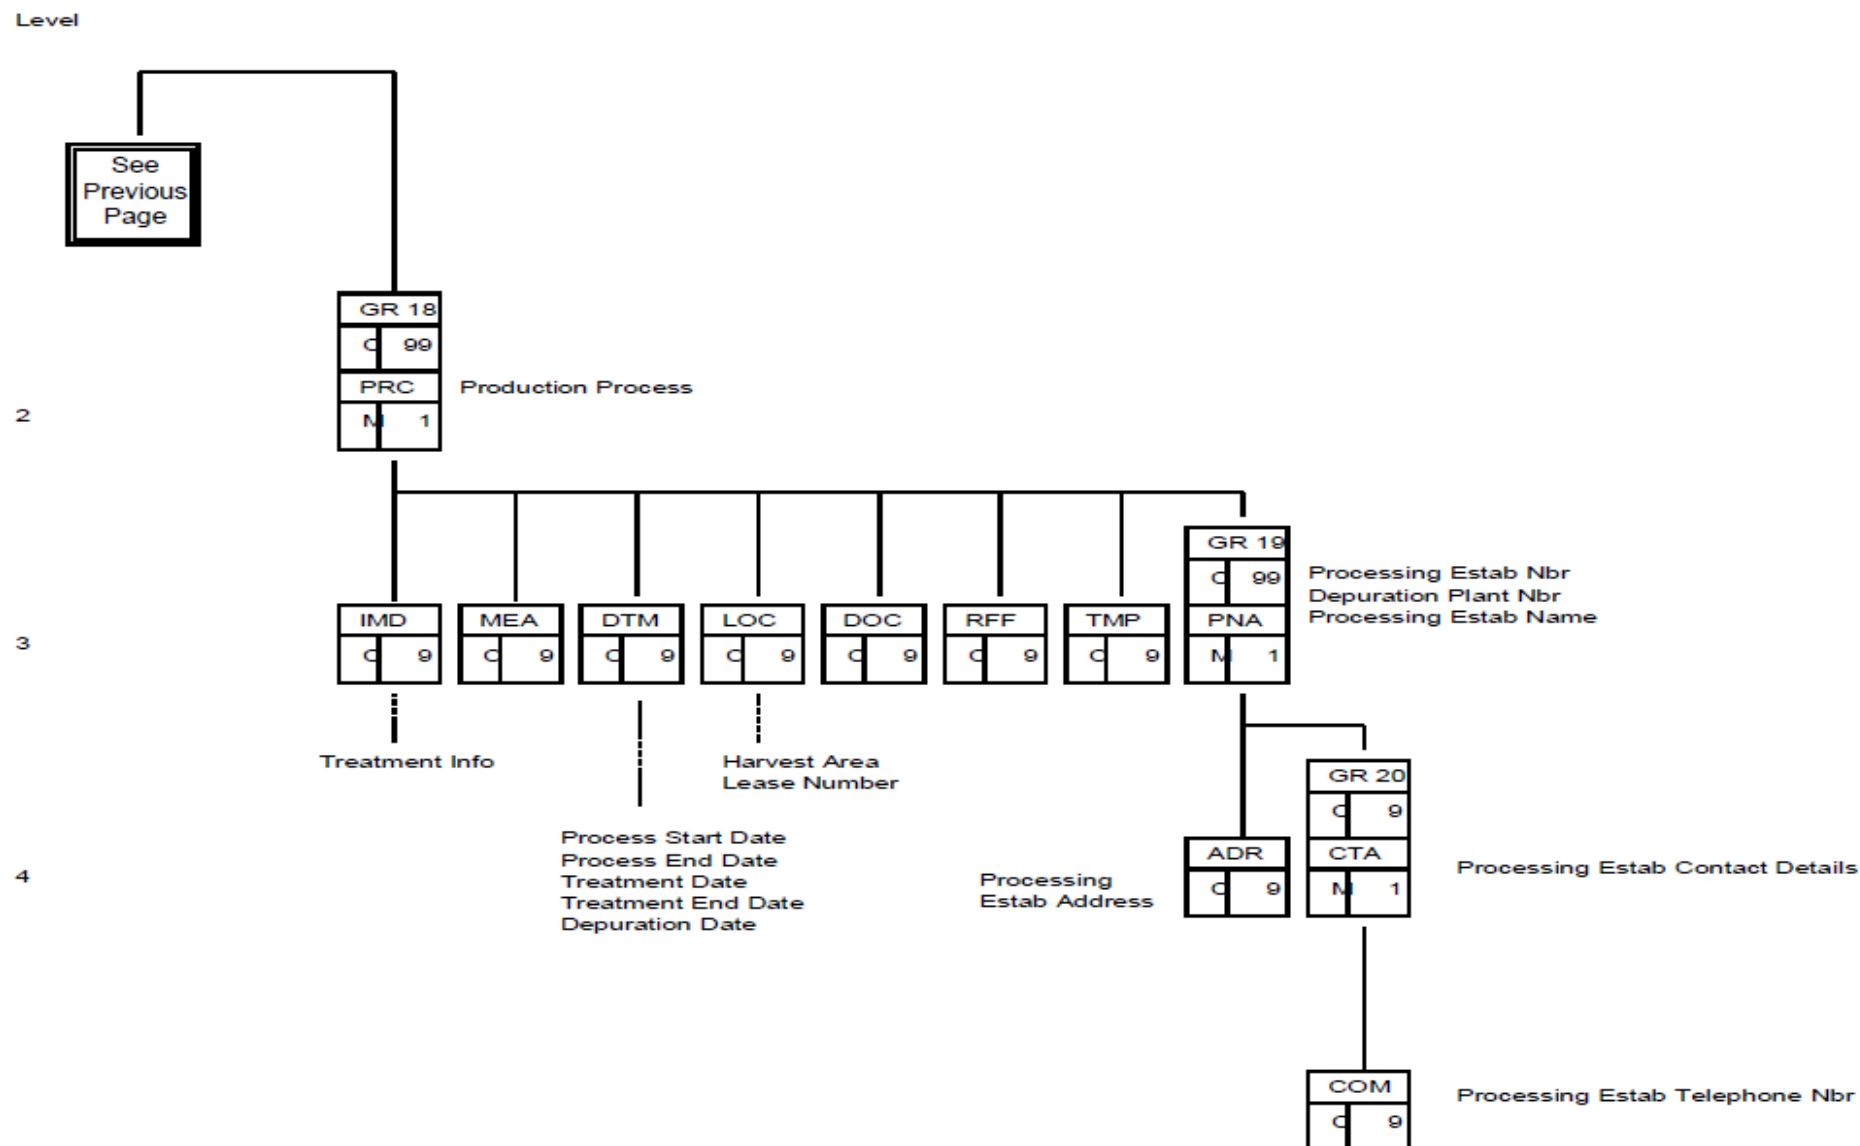 Level
See
Previous
Page
GR 18
C 99
PRC Production Process
2
M 1
GR 19
C 99
Processing Estab Nbr
Depuration Plant Nbr
Processing Estab Name
3
IMD MEA DTM LOC DOC RFF TMP PNA
C 9 C 9 C 9 C 9 C 9 C 9 C 9 M 1
Treatment Info
Harvest Area
Lease Number
Process Start Date
Process End Date
Treatment Date
Treatment End Date
Depuration Date
GR 20
C 9
4
Processing
Estab Address
ADR CTA
C 9 M 1
Processing Estab Contact Details
COM
C 9
Processing Estab Telephone Nbr